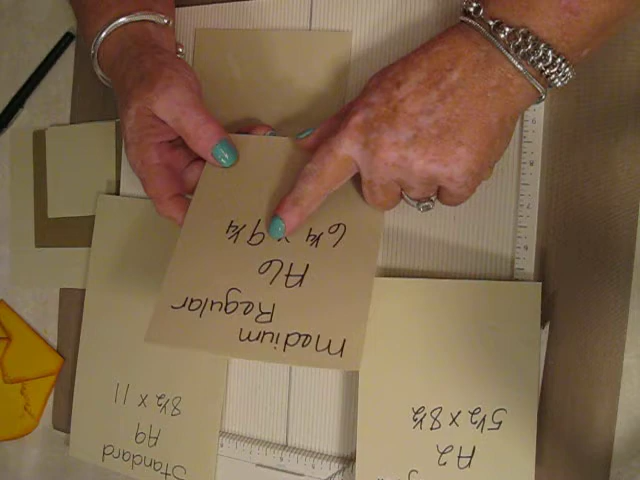 Medium
Regular
A6
6¼ x 9¼
Standard
A9
8½ x 11
A2
5½ x 8½